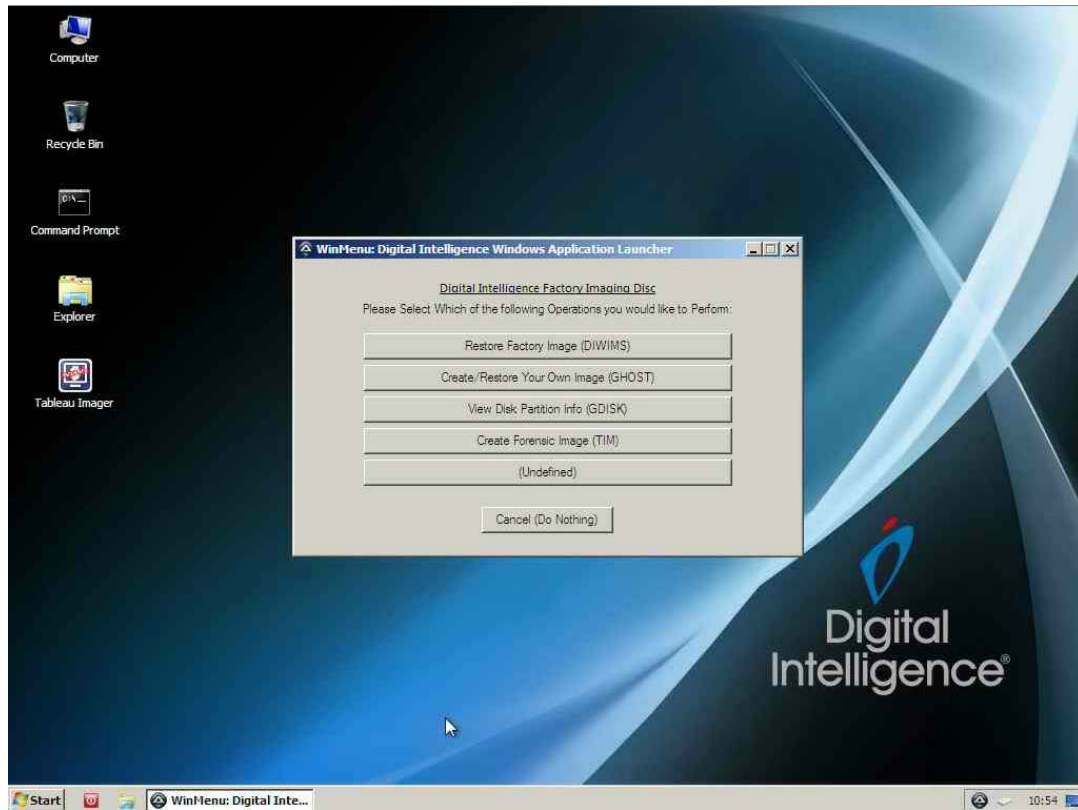 Computer
Recycle Bin
Command Prompt
Explorer
Tableau Imager
WinMenu: Digital Intelligence Windows Application Launcher
Digital Intelligence Factory Imaging Disc
Please Select Which of the following Operations you would like to Perform:
Restore Factory Image (DIWIMS)
Create/Restore Your Own Image (GHOST)
View Disk Partition Info (GDISK)
Create Forensic Image (TIM)
(Undefined)
Cancel (Do Nothing)
Digital
Intelligence®
Start
WinMenu: Digital Inte...
10:54